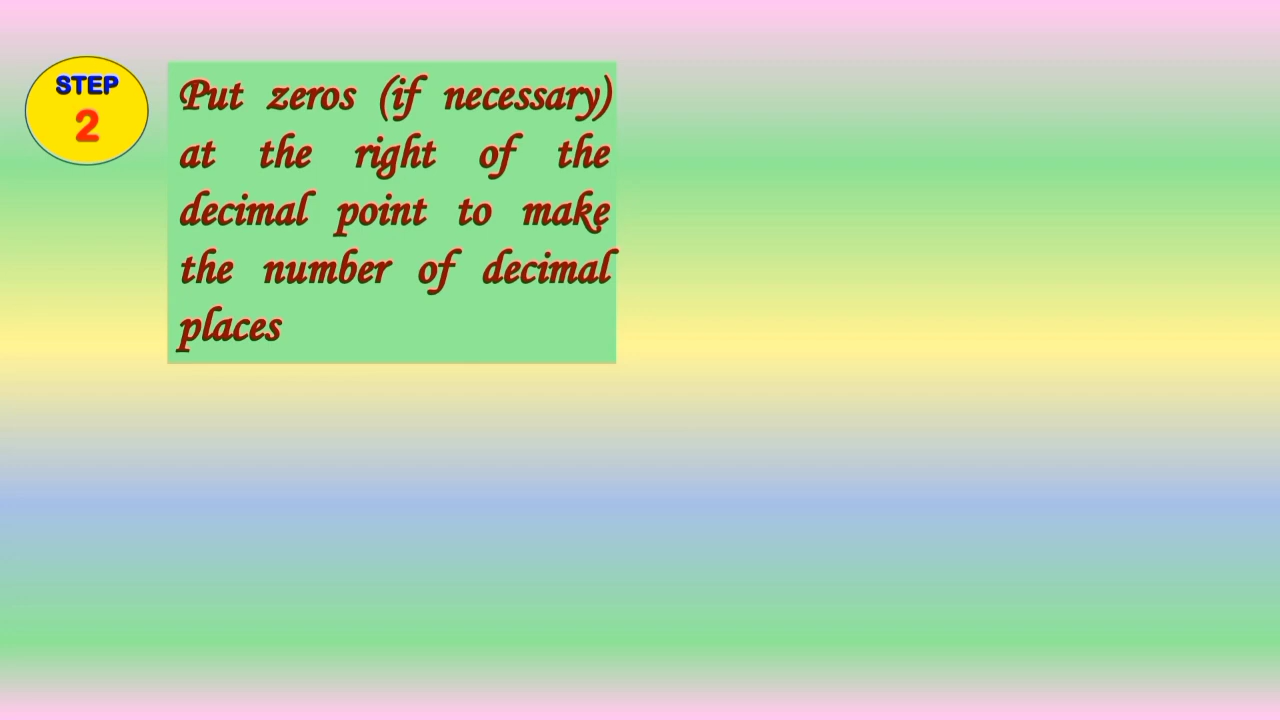 STEP
2
Put zeros (if necessary)
at the right of the
decimal point to make
the number of decimal
places